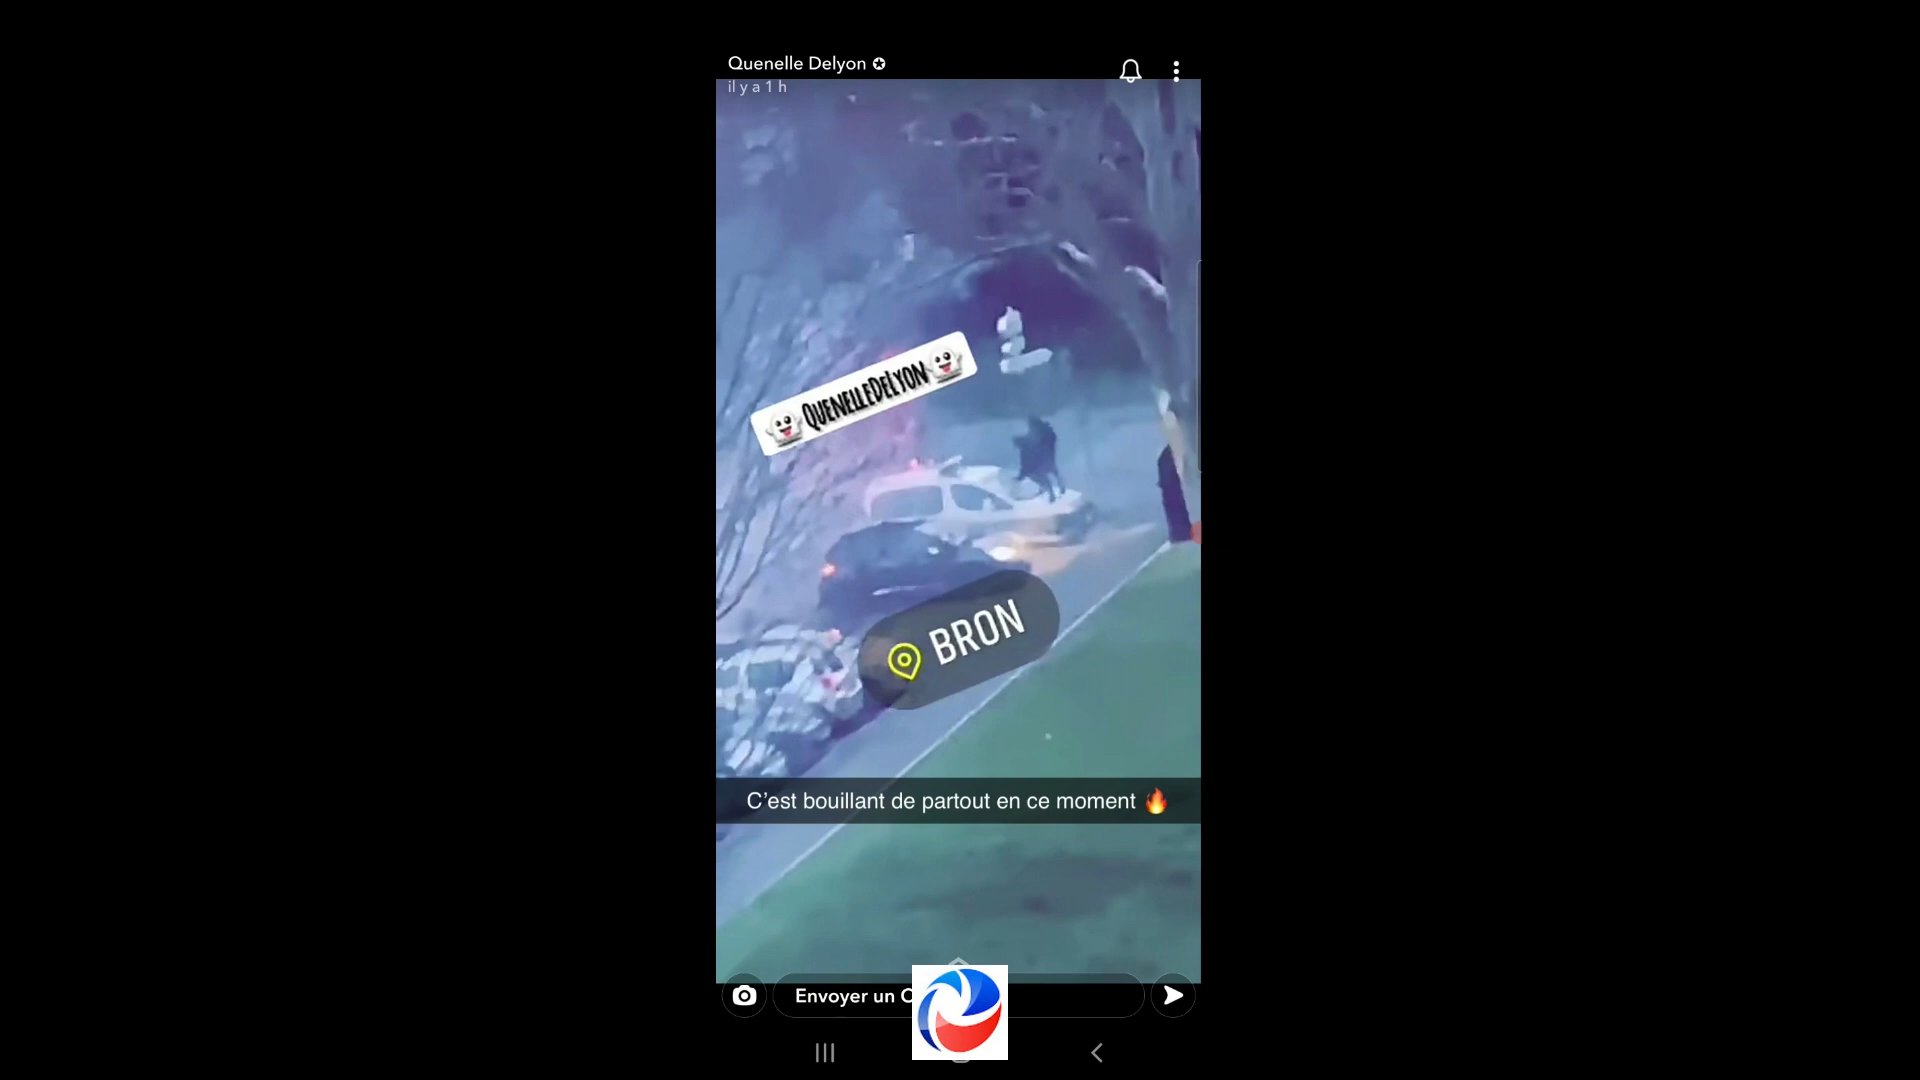 Quenelle Delyon
il y a 1 h
QUENELLEDELYON
BRON
C’est bouillant de partout en ce moment 🔥
Envoyer un C